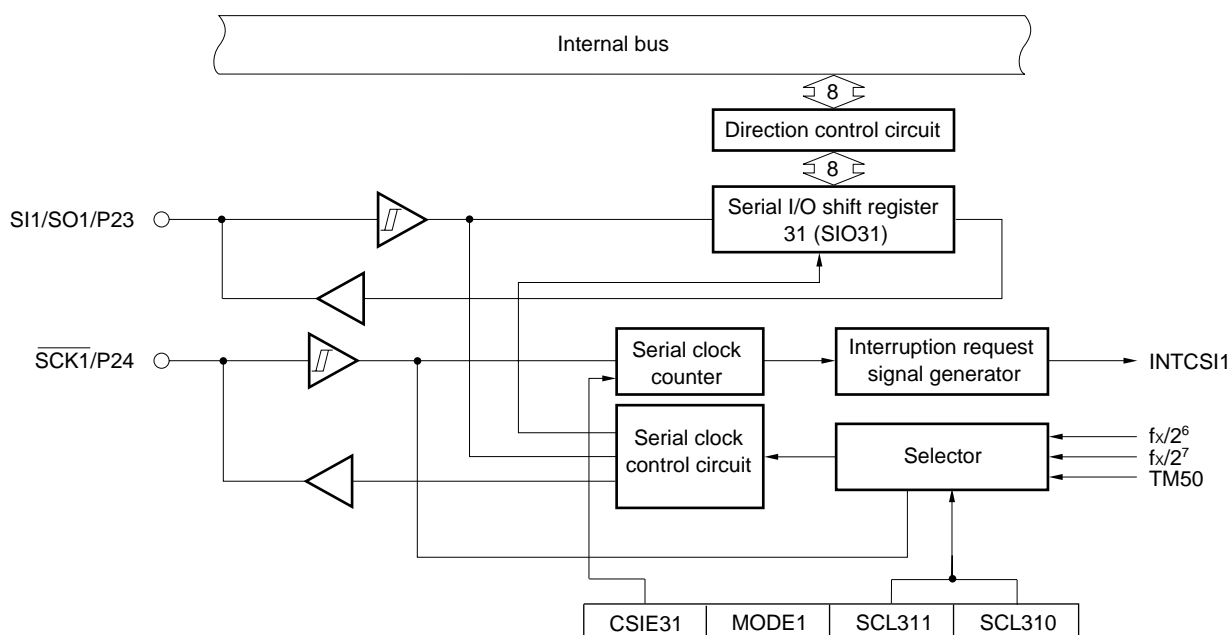 Internal bus
8
Direction control circuit
8
SI1/SO1/P23
Serial I/O shift register
31 (SIO31)
SCK1/P24
Serial clock
counter
Interruption request
signal generator
INTCSI1
Serial clock
control circuit
Selector
fx/2⁶
fx/2⁷
TM50
CSIE31
MODE1
SCL311
SCL310